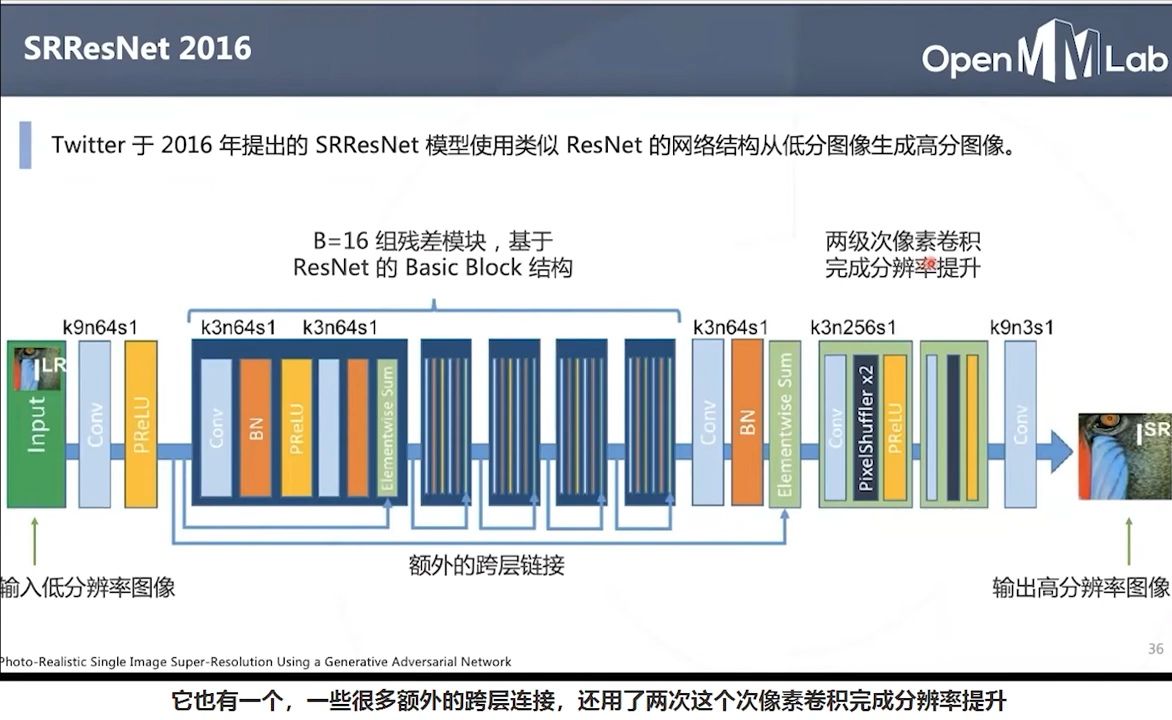 SRResNet 2016
OpenMMLab
Twitter 于 2016 年提出的 SRResNet 模型使用类似 ResNet 的网络结构从低分图像生成高分图像。
B=16 组残差模块，基于
ResNet 的 Basic Block 结构
两级次像素卷积
完成分辨率提升
k9n64s1
k3n64s1
k3n64s1
k3n64s1
k3n256s1
k9n3s1
ILR
Input
Conv
PReLU
Conv
BN
PReLU
Elementwise Sum
Conv
BN
Elementwise Sum
Conv
PixelShuffler x2
PReLU
Conv
ISR
额外的跨层链接
输入低分辨率图像
输出高分辨率图像
36
Photo-Realistic Single Image Super-Resolution Using a Generative Adversarial Network
它也有一个，一些很多额外的跨层连接，还用了两次这个次像素卷积完成分辨率提升